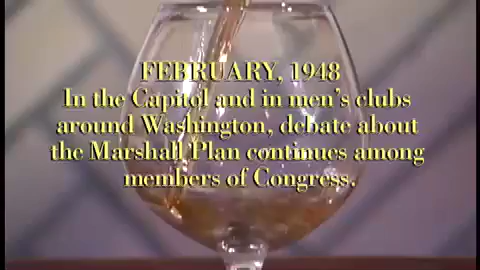 FEBRUARY, 1948
In the Capitol and in men's clubs
around Washington, debate about
the Marshall Plan continues among
members of Congress.